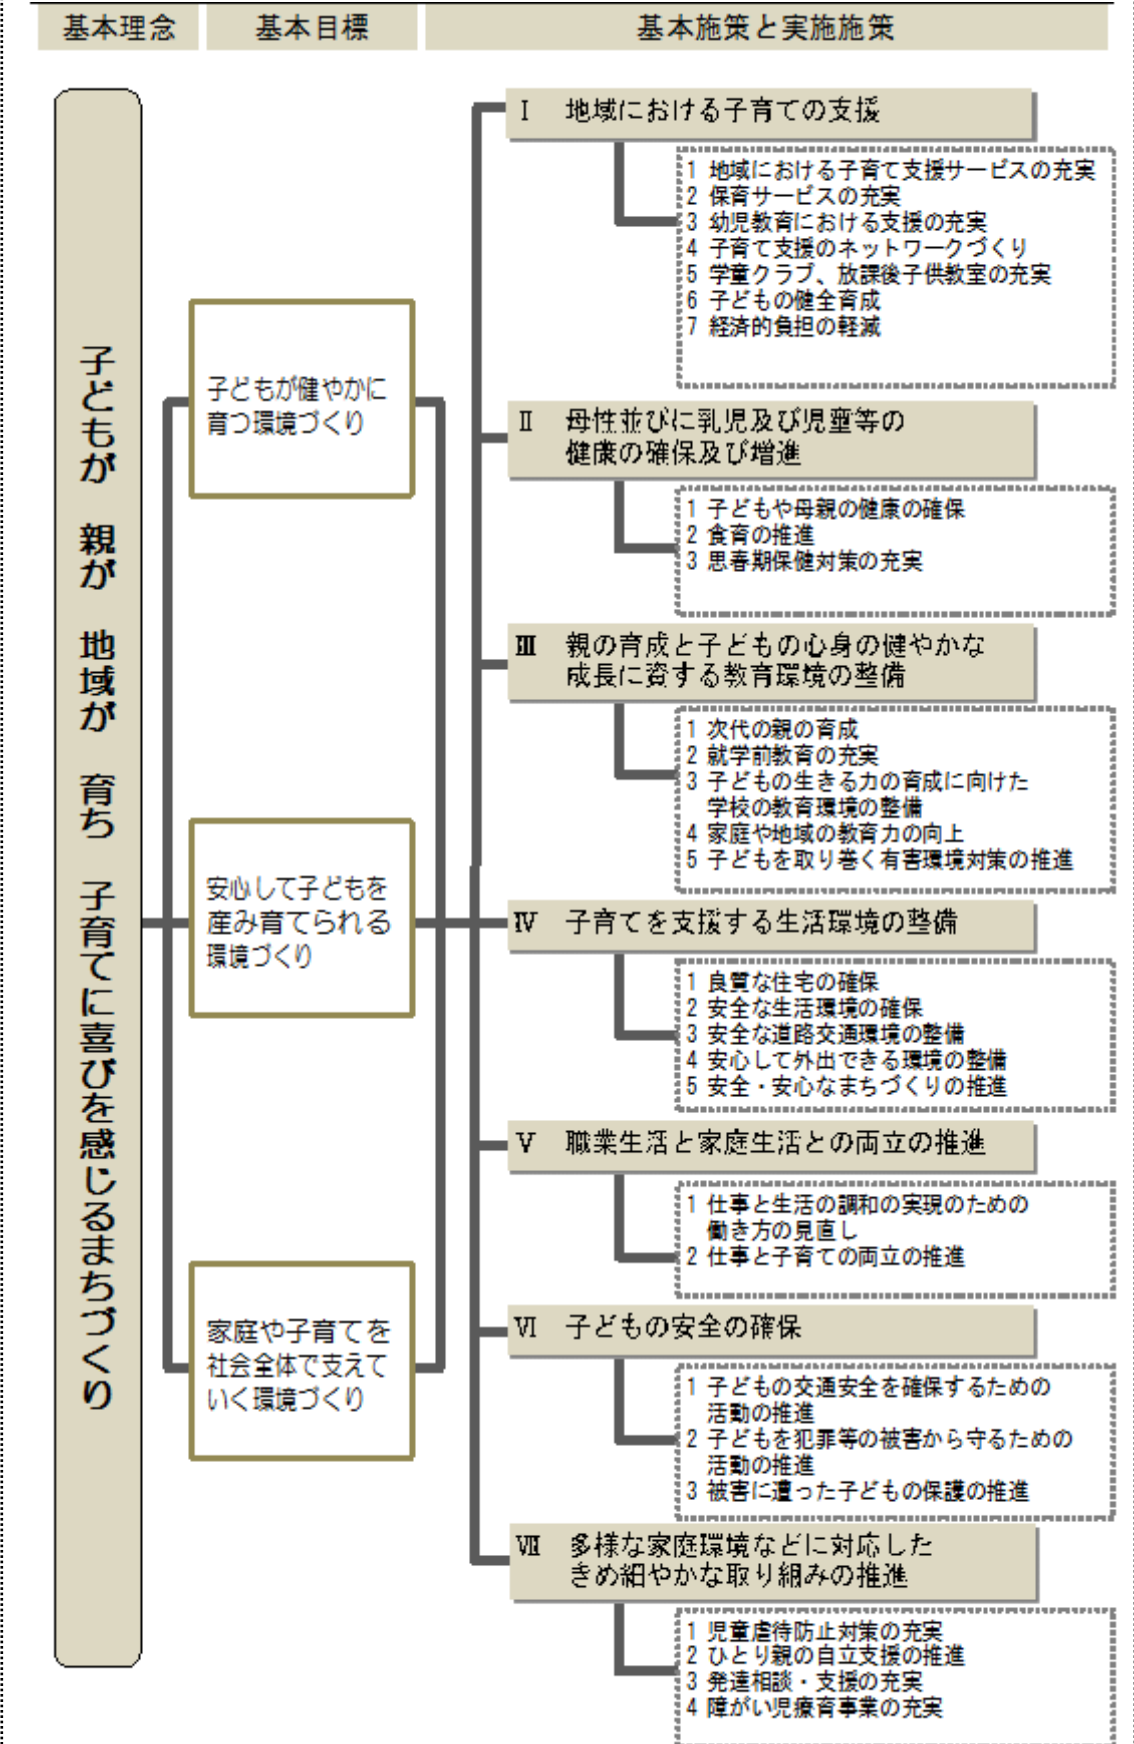 基本理念
基本目標
基本施策と実施施策
子どもが　親が　地域が　育ち　子育てに喜びを感じるまちづくり
子どもが健やかに
育つ環境づくり
安心して子どもを
産み育てられる
環境づくり
家庭や子育てを
社会全体で支えて
いく環境づくり
Ⅰ　地域における子育ての支援
1 地域における子育て支援サービスの充実
2 保育サービスの充実
3 幼児教育における支援の充実
4 子育て支援のネットワークづくり
5 学童クラブ、放課後子供教室の充実
6 子どもの健全育成
7 経済的負担の軽減
Ⅱ　母性並びに乳児及び児童等の
健康の確保及び増進
1 子どもや母親の健康の確保
2 食育の推進
3 思春期保健対策の充実
Ⅲ　親の育成と子どもの心身の健やかな
成長に資する教育環境の整備
1 次代の親の育成
2 就学前教育の充実
3 子どもの生きる力の育成に向けた
学校の教育環境の整備
4 家庭や地域の教育力の向上
5 子どもを取り巻く有害環境対策の推進
Ⅳ　子育てを支援する生活環境の整備
1 良質な住宅の確保
2 安全な生活環境の確保
3 安全な道路交通環境の整備
4 安心して外出できる環境の整備
5 安全・安心なまちづくりの推進
Ⅴ　職業生活と家庭生活との両立の推進
1 仕事と生活の調和の実現のための
働き方の見直し
2 仕事と子育ての両立の推進
Ⅵ　子どもの安全の確保
1 子どもの交通安全を確保するための
活動の推進
2 子どもを犯罪等の被害から守るための
活動の推進
3 被害に遭った子どもの保護の推進
Ⅶ　多様な家庭環境などに対応した
きめ細やかな取り組みの推進
1 児童虐待防止対策の充実
2 ひとり親の自立支援の推進
3 発達相談・支援の充実
4 障がい児療育事業の充実